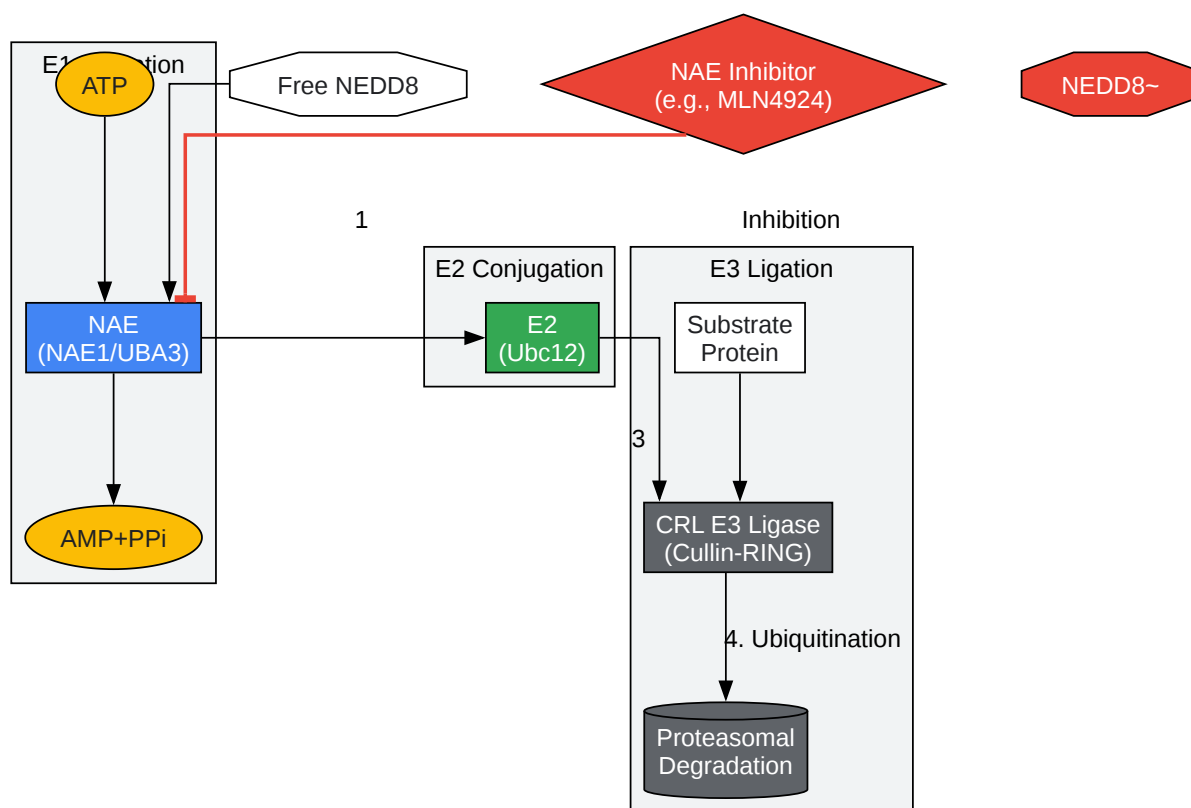 ATP
Free NEDD8
NAE Inhibitor
(e.g., MLN4924)
NEDD8~
1
Inhibition
E2 Conjugation
E3 Ligation
NAE
(NAE1/UBA3)
E2
(Ubc12)
Substrate
Protein
3
CRL E3 Ligase
(Cullin-RING)
AMP+PPi
4. Ubiquitination
Proteasomal
Degradation